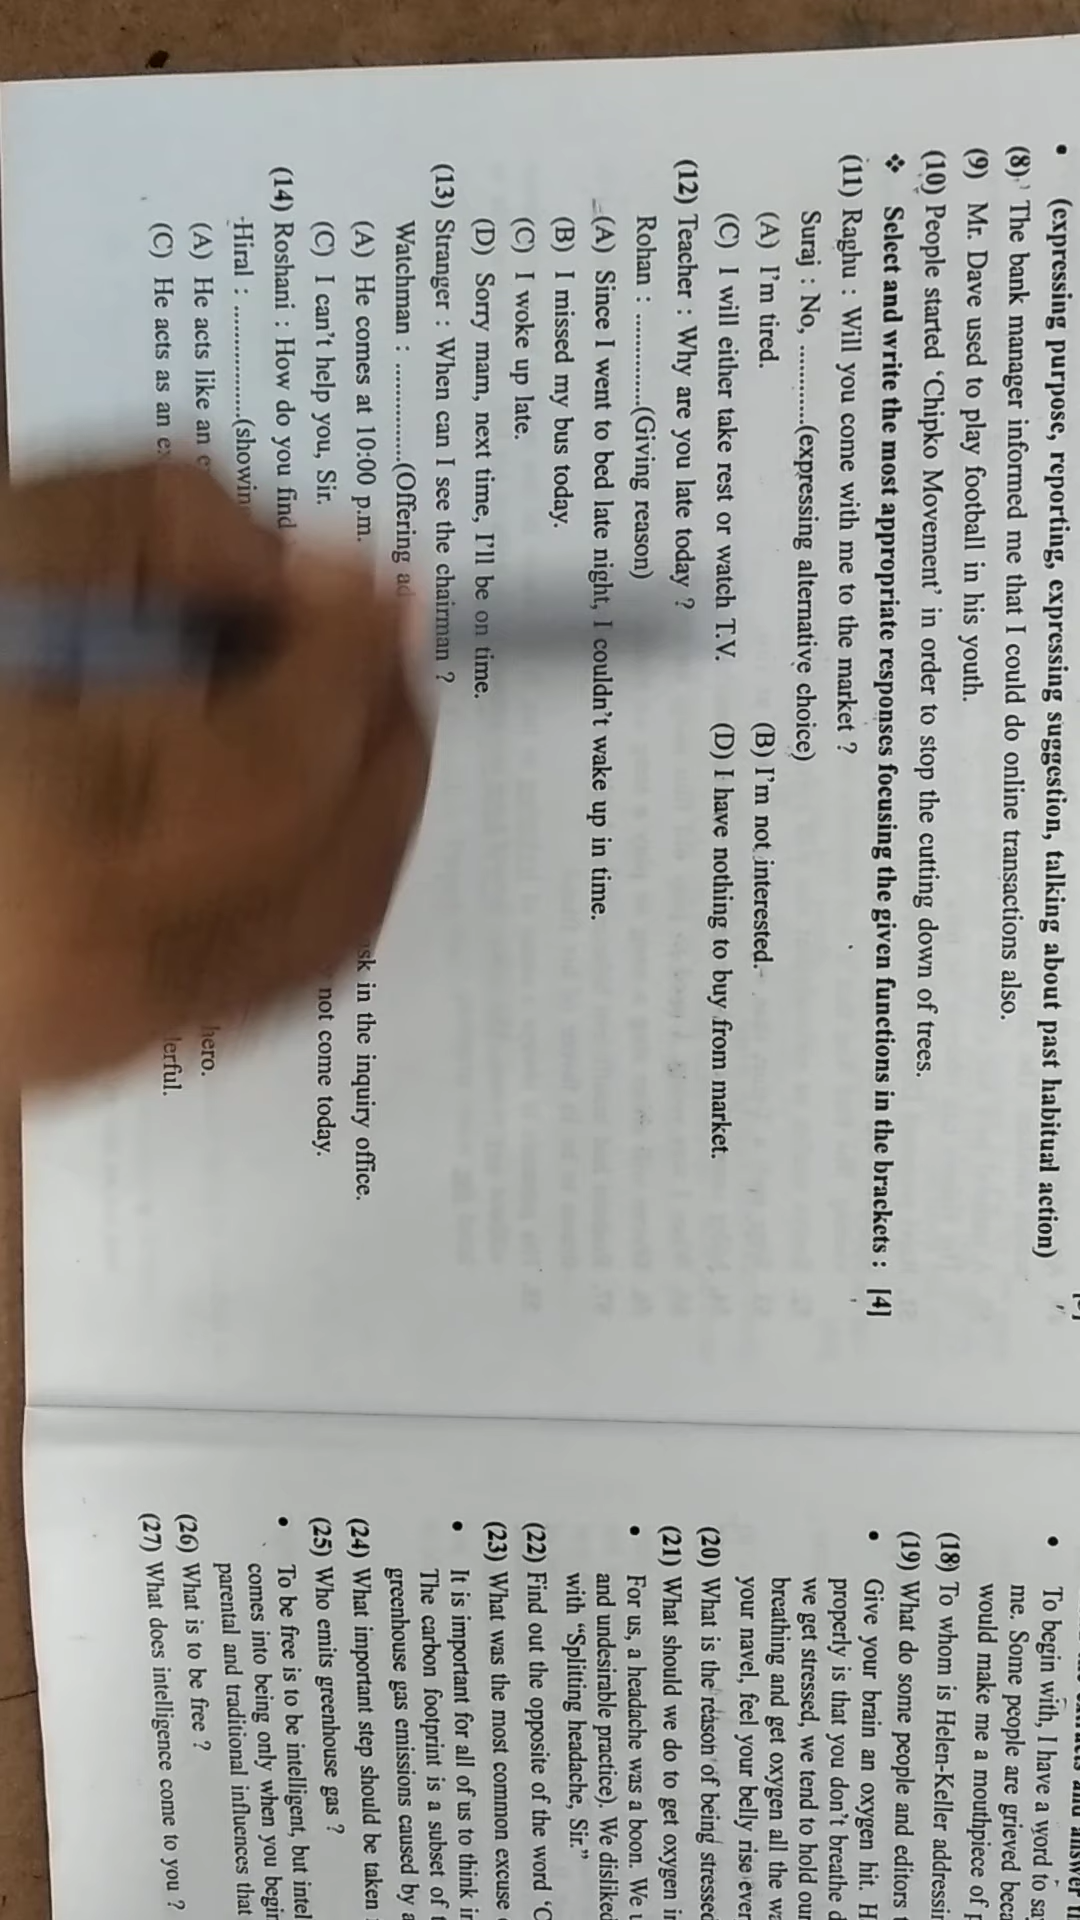 • (expressing purpose, reporting, expressing suggestion, talking about past habitual action)
(8) The bank manager informed me that I could do online transactions also.
(9) Mr. Dave used to play football in his youth.
(10) People started ‘Chipko Movement’ in order to stop the cutting down of trees.
❖ Select and write the most appropriate responses focusing the given functions in the brackets : [4]
(11) Raghu : Will you come with me to the market ?
Suraj : No, ............(expressing alternative choice)
(A) I’m tired. (B) I’m not interested.
(C) I will either take rest or watch T.V. (D) I have nothing to buy from market.
(12) Teacher : Why are you late today ?
Rohan : ..............(Giving reason)
(A) Since I went to bed late night, I couldn’t wake up in time.
(B) I missed my bus today.
(C) I woke up late.
(D) Sorry mam, next time, I’ll be on time.
(13) Stranger : When can I see the chairman ?
Watchman : ..............(Offering
(A) He comes at 10:00 p.m. in the inquiry office.
(C) I can’t help you, Sir. not come today.
(14) Roshani : How do you find
Hiral : ................
(A) He acts like an hero.
(C) He acts as an
• To begin with, I have a word to
me. Some people are grieved
would make me a mouthpiece of
(18) To whom is Helen-Keller
(19) What do some people and editors
• Give your brain an oxygen hit.
properly is that you don’t breathe
we get stressed, we tend to hold our
breathing and get oxygen all the
your navel, feel your belly rise
(20) What is the reason of being
(21) What should we do to get oxygen
• For us, a headache was a boon. We
and undesirable practice). We disliked
with “Splitting headache, Sir.”
(22) Find out the opposite of the word
(23) What was the most common excuse
• It is important for all of us to think
The carbon footprint is a subset of
greenhouse gas emissions caused by
(24) What important step should be taken
(25) Who emits greenhouse gas ?
• To be free is to be intelligent, but
comes into being only when you
parental and traditional influences that
(26) What is to be free ?
(27) What does intelligence come to you ?